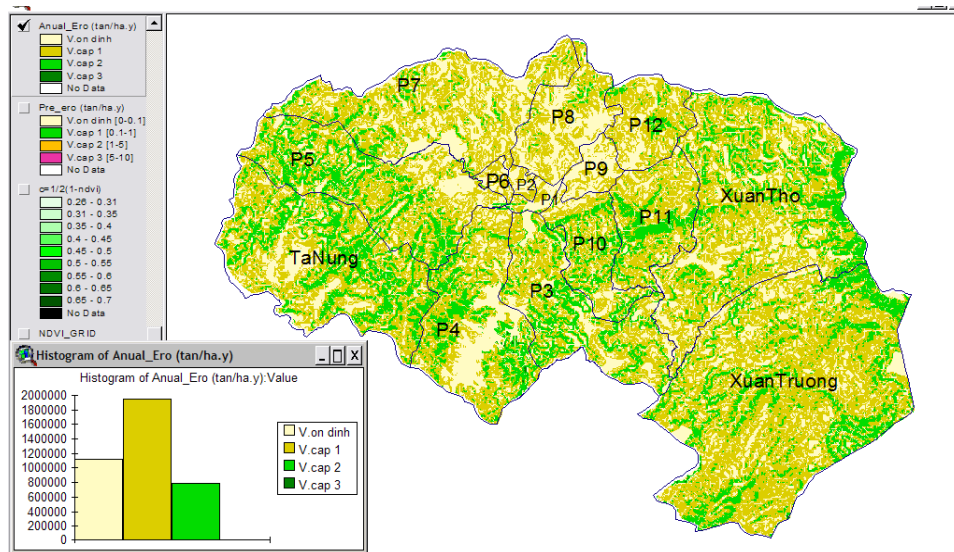 Anual_Ero (tan/ha.y)
V.on dinh
V.cap 1
V.cap 2
V.cap 3
No Data
Pre_ero (tan/ha.y)
V.on dinh [0-0.1]
V.cap 1 [0.1-1]
V.cap 2 [1-5]
V.cap 3 [5-10]
No Data
c=1/2(1-ndvi)
0.26 - 0.31
0.31 - 0.35
0.35 - 0.4
0.4 - 0.45
0.45 - 0.5
0.5 - 0.55
0.55 - 0.6
0.6 - 0.65
0.65 - 0.7
No Data
NDVI_GRID
P7
P8
P12
P5
P6
P2
P9
P1
XuanTho
P11
P10
TaNung
P3
P4
XuanTruong
Histogram of Anual_Ero (tan/ha.y)
Histogram of Anual_Ero (tan/ha.y):Value
2000000
1800000
1600000
1400000
1200000
1000000
800000
600000
400000
200000
0
V.on dinh
V.cap 1
V.cap 2
V.cap 3